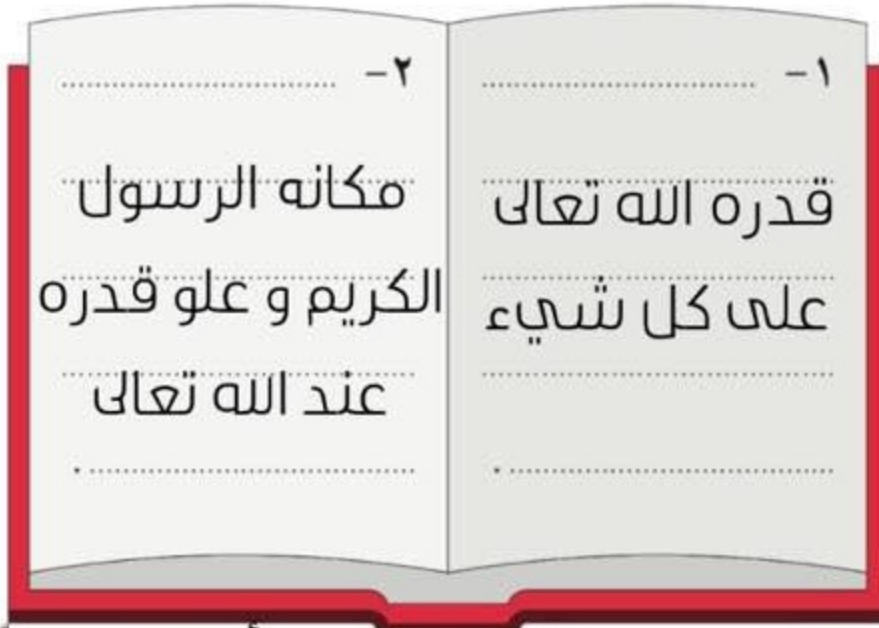 ١-
قدره الله تعالى
على كل شيء
٢-
مكانه الرسول
الكريم و علو قدره
عند الله تعالى